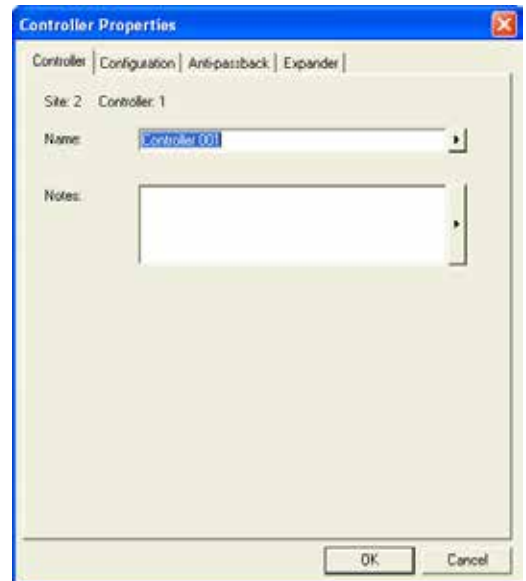 Controller Properties
Controller Configuration Anti-passback Expander
Site: 2 Controller: 1
Name: Controller 001
Notes:
OK Cancel